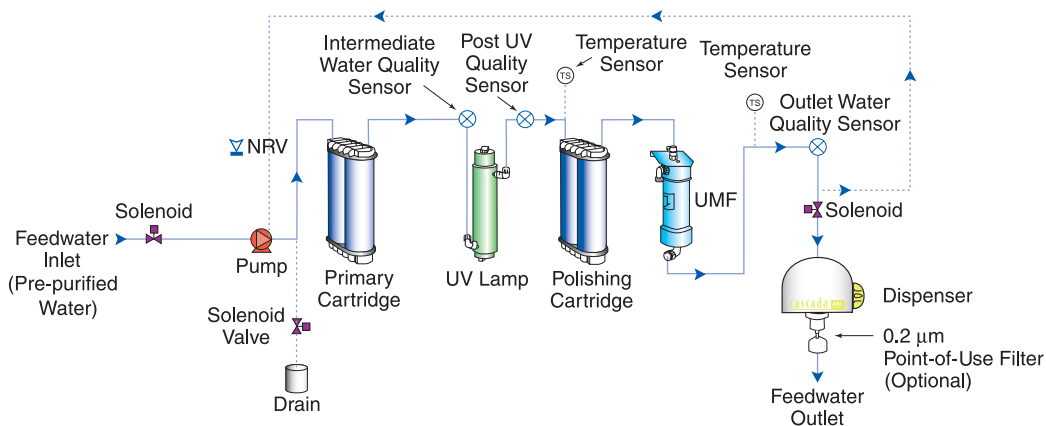 Intermediate
Water Quality
Sensor
Post UV
Quality
Sensor
Temperature
Sensor
TS
Temperature
Sensor
TS
Outlet Water
Quality Sensor
NRV
Solenoid
Feedwater
Inlet
(Pre-purified
Water)
Pump
Primary
Cartridge
UV Lamp
Polishing
Cartridge
UMF
Solenoid
Solenoid
Valve
Drain
cascada
Dispenser
0.2 µm
Point-of-Use Filter
(Optional)
Feedwater
Outlet